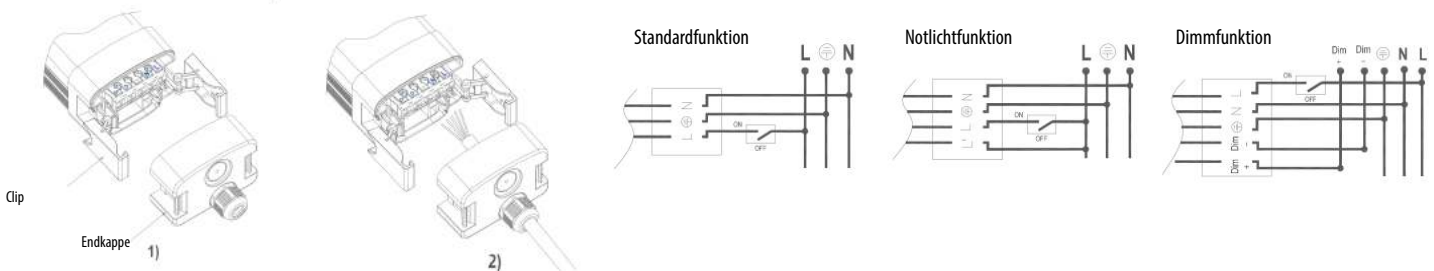 Clip
Endkappe
1)
2)
Standardfunktion
L N
N
L
ON
OFF
Notlichtfunktion
L N
N
L
L'
ON
OFF
Dimmfunktion
Dim + Dim - N L
ON
OFF
L
N
Dim -
Dim +